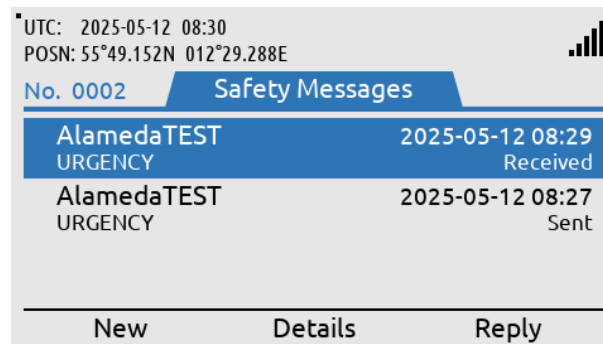 UTC: 2025-05-12 08:30
POSN: 55°49.152N 012°29.288E
No. 0002 Safety Messages
AlamedaTEST 2025-05-12 08:29
URGENCY Received
AlamedaTEST 2025-05-12 08:27
URGENCY Sent
New Details Reply